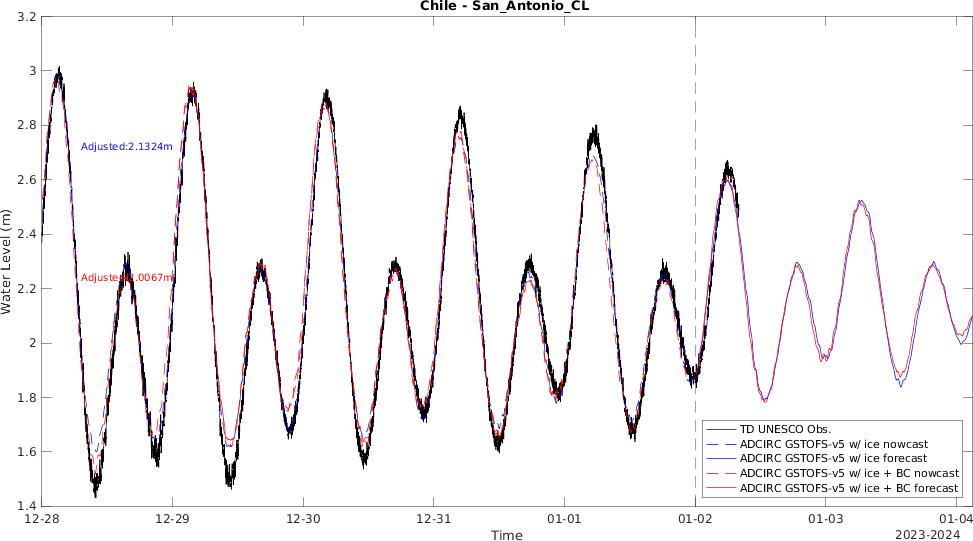 Chile - San_Antonio_CL
3.2
3
2.8
2.6
2.4
2.2
2
1.8
1.6
1.4
Water Level (m)
Adjusted:2.1324m
Adjusted:2.0067m
TD UNESCO Obs.
ADCIRC GSTOFS-v5 w/ ice nowcast
ADCIRC GSTOFS-v5 w/ ice forecast
ADCIRC GSTOFS-v5 w/ ice + BC nowcast
ADCIRC GSTOFS-v5 w/ ice + BC forecast
12-28 12-29 12-30 12-31 01-01 01-02 01-03 01-04
Time
2023-2024